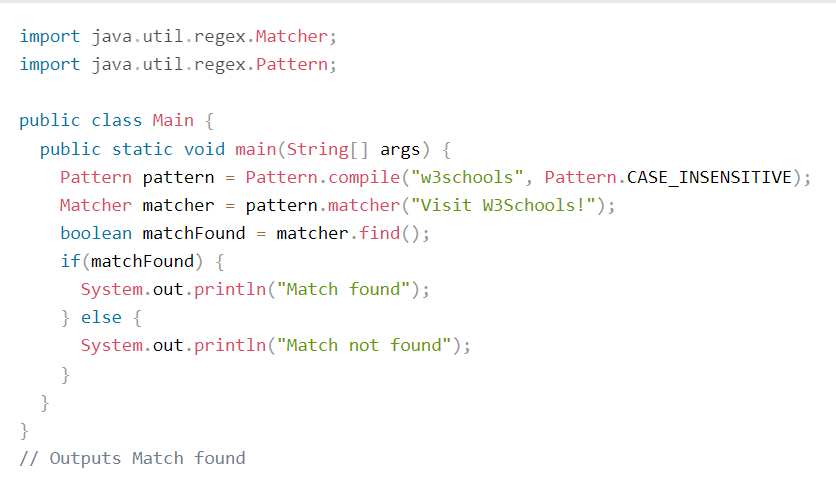 import java.util.regex.Matcher;
import java.util.regex.Pattern;
public class Main {
public static void main(String[] args) {
Pattern pattern = Pattern.compile("w3schools", Pattern.CASE_INSENSITIVE);
Matcher matcher = pattern.matcher("Visit W3Schools!");
boolean matchFound = matcher.find();
if(matchFound) {
System.out.println("Match found");
} else {
System.out.println("Match not found");
}
}
}
// Outputs Match found